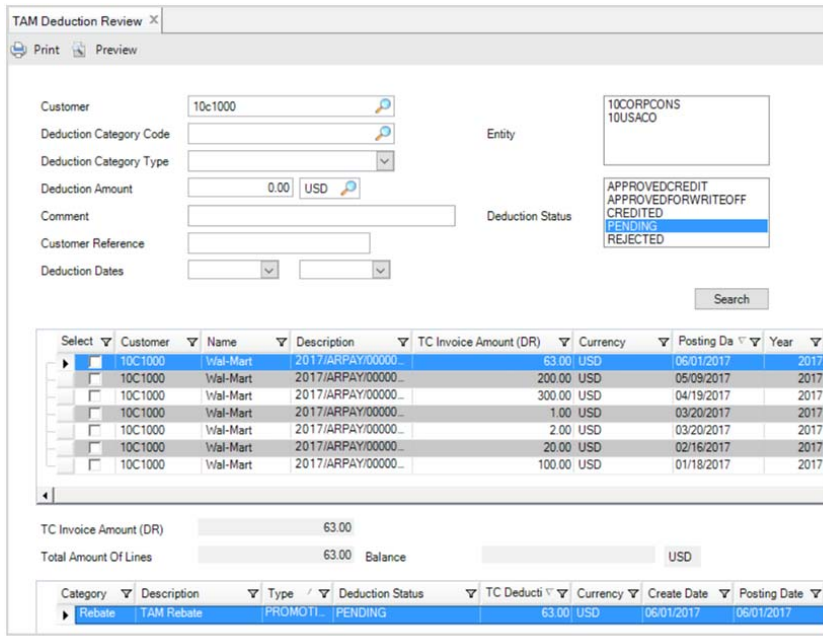 TAM Deduction Review X
Print Preview
Customer 10c1000
Deduction Category Code
Deduction Category Type
Deduction Amount 0.00 USD
Comment
Customer Reference
Deduction Dates
Entity
10CORPCONS
10USACO
Deduction Status
APPROVEDCREDIT
APPROVEDFORWRITEOFF
CREDITED
PENDING
REJECTED
Search
Select Customer Name Description TC Invoice Amount (DR) Currency Posting Da Year
10C1000 Wal-Mart 2017/ARPAY/00000... 63.00 USD 06/01/2017 2017
10C1000 Wal-Mart 2017/ARPAY/00000... 200.00 USD 05/09/2017 2017
10C1000 Wal-Mart 2017/ARPAY/00000... 300.00 USD 04/19/2017 2017
10C1000 Wal-Mart 2017/ARPAY/00000... 1.00 USD 03/20/2017 2017
10C1000 Wal-Mart 2017/ARPAY/00000... 2.00 USD 03/20/2017 2017
10C1000 Wal-Mart 2017/ARPAY/00000... 20.00 USD 02/16/2017 2017
10C1000 Wal-Mart 2017/ARPAY/00000... 100.00 USD 01/18/2017 2017
TC Invoice Amount (DR) 63.00
Total Amount Of Lines 63.00 Balance USD
Category Description Type Deduction Status TC Deducti Currency Create Date Posting Date
Rebate TAM Rebate PROMOTI... PENDING 63.00 USD 06/01/2017 06/01/2017